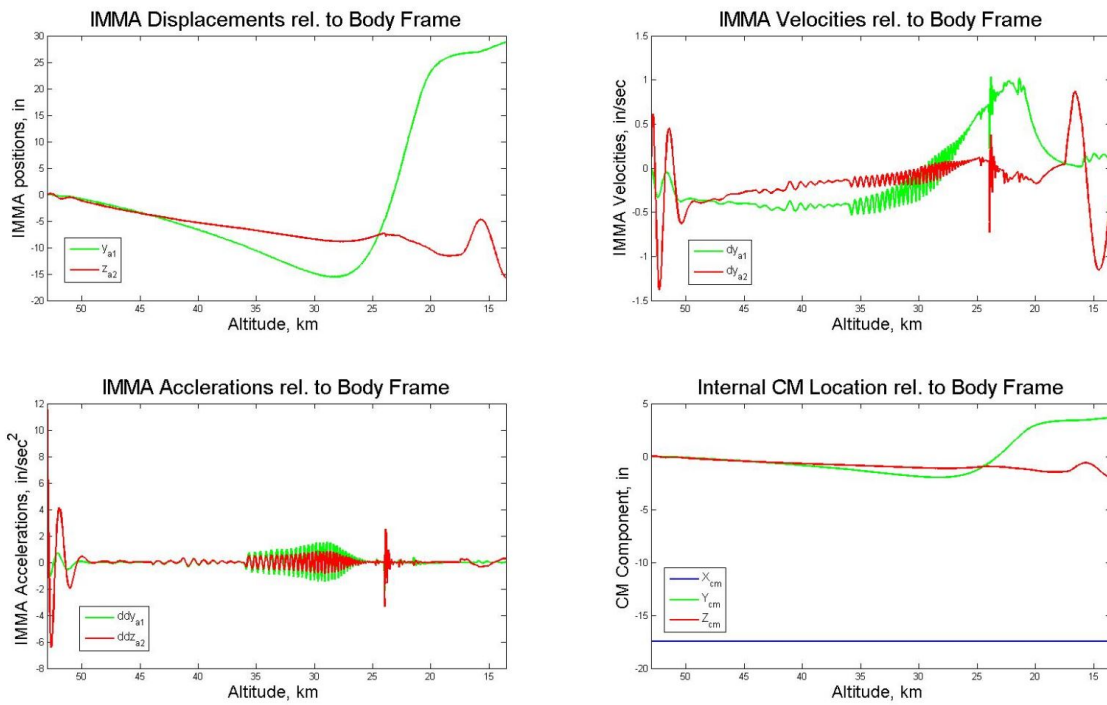 IMMA Displacements rel. to Body Frame
IMMA positions, in
30
25
20
15
10
5
0
-5
-10
-15
-20
y_a1
z_a2
50 45 40 35 30 25 20 15
Altitude, km
IMMA Velocities rel. to Body Frame
IMMA Velocities, in/sec
1.5
1
0.5
0
-0.5
-1
-1.5
dy_a1
dy_a2
50 45 40 35 30 25 20 15
Altitude, km
IMMA Acclerations rel. to Body Frame
IMMA Accelerations, in/sec²
12
10
8
6
4
2
0
-2
-4
-6
-8
ddy_a1
ddz_a2
50 45 40 35 30 25 20 15
Altitude, km
Internal CM Location rel. to Body Frame
CM Component, in
5
0
-5
-10
-15
-20
X_cm
Y_cm
Z_cm
50 45 40 35 30 25 20 15
Altitude, km